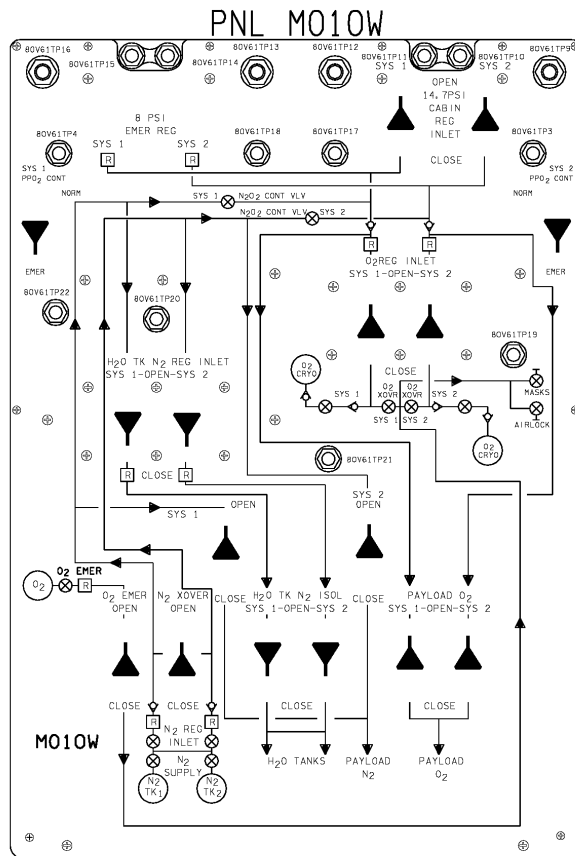 PNL MO10W
80V61TP16
80V61TP15
80V61TP13
80V61TP14
80V61TP12
80V61TP11
SYS 1
80V61TP10
SYS 2
80V61TP9
OPEN
14.7PSI
CABIN
REG
INLET
CLOSE
8 PSI
EMER REG
SYS 1 SYS 2
R R
80V61TP4
80V61TP18
80V61TP17
80V61TP3
SYS 1
PPO2 CONT
NORM
EMER
SYS 2
PPO2 CONT
NORM
EMER
SYS 1 N2O2 CONT VLV
N2O2 CONT VLV SYS 2
R R
O2REG INLET
SYS 1-OPEN-SYS 2
80V61TP22
80V61TP20
80V61TP19
H2O TK N2 REG INLET
SYS 1-OPEN-SYS 2
O2
CRYO
CLOSE
SYS 1
O2
XOVR
O2
XOVR
SYS 2
SYS 1 SYS 2
MASKS
AIRLOCK
O2
CRYO
R CLOSE R
80V61TP21
SYS 1
OPEN
SYS 2
OPEN
O2 EMER
O2 R
O2 EMER
OPEN
N2 XOVER
OPEN
CLOSE
H2O TK N2 ISOL
SYS 1-OPEN-SYS 2
CLOSE
PAYLOAD O2
SYS 1-OPEN-SYS 2
CLOSE CLOSE CLOSE CLOSE CLOSE
R R
N2 REG
INLET
N2
SUPPLY
N2
TK1
N2
TK2
H2O TANKS
PAYLOAD
N2
PAYLOAD
O2
MO10W